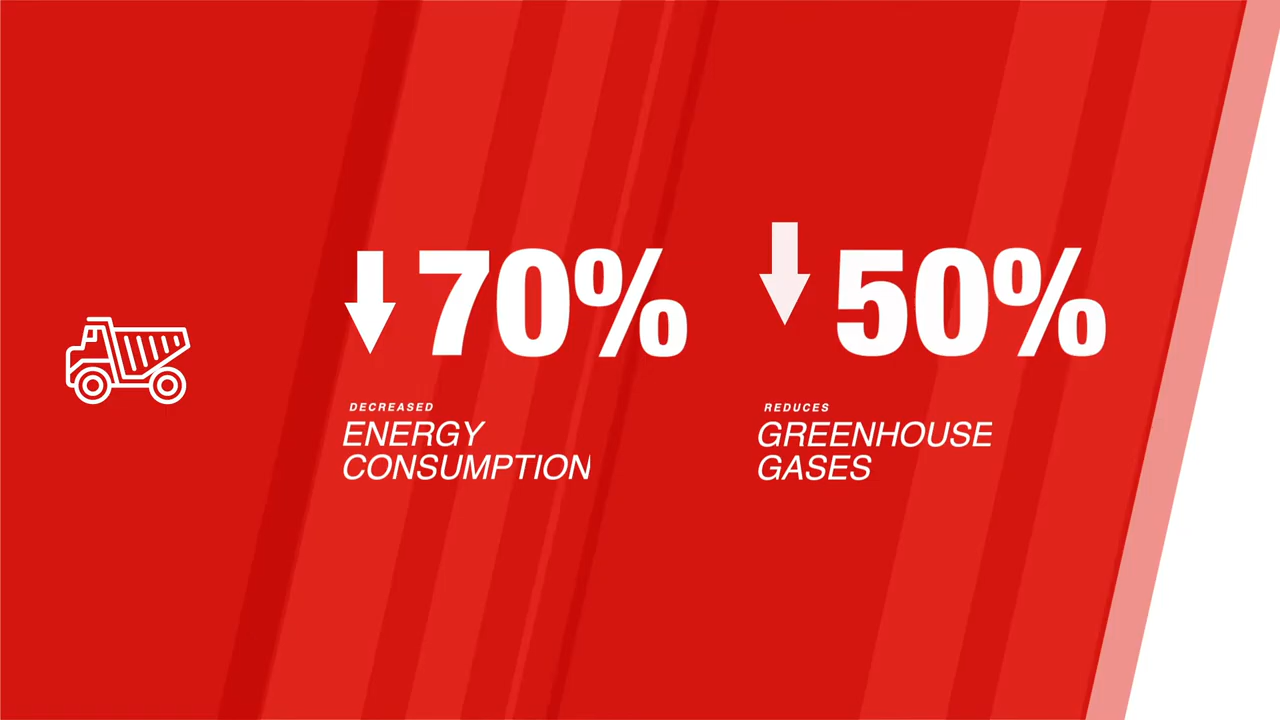 70%
DECREASED
ENERGY
CONSUMPTION
50%
REDUCES
GREENHOUSE
GASES